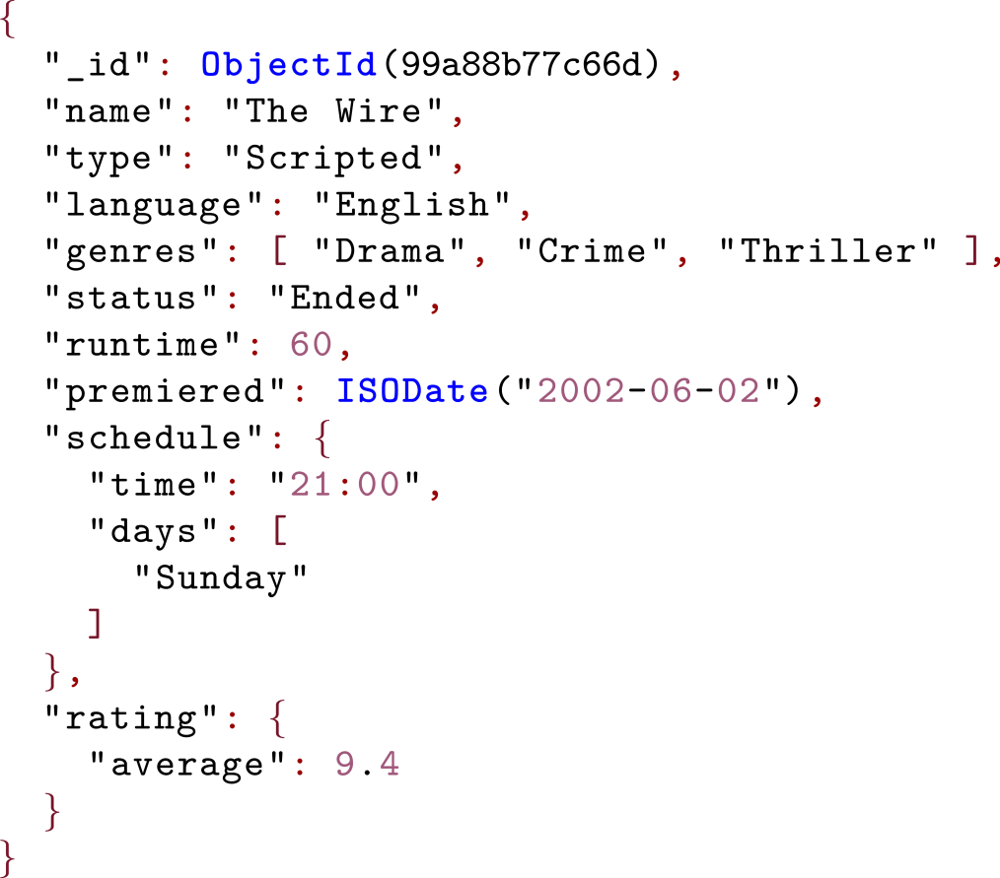 {
  "_id": ObjectId(99a88b77c66d),
  "name": "The Wire",
  "type": "Scripted",
  "language": "English",
  "genres": [ "Drama", "Crime", "Thriller" ],
  "status": "Ended",
  "runtime": 60,
  "premiered": ISODate("2002-06-02"),
  "schedule": {
    "time": "21:00",
    "days": [
      "Sunday"
    ]
  },
  "rating": {
    "average": 9.4
  }
}